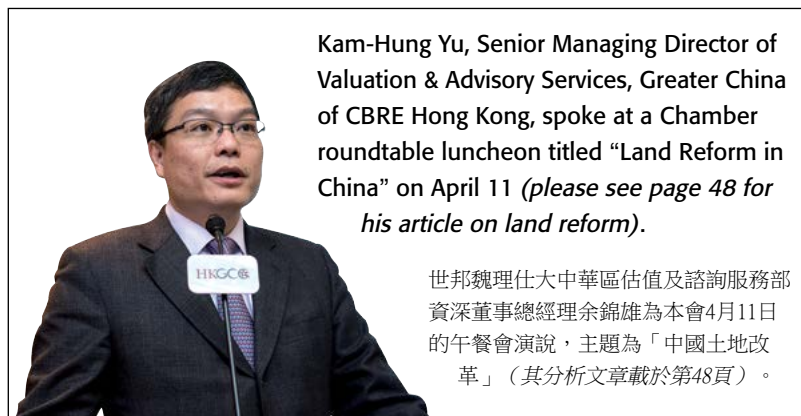 Kam-Hung Yu, Senior Managing Director of
Valuation & Advisory Services, Greater China
of CBRE Hong Kong, spoke at a Chamber
roundtable luncheon titled “Land Reform in
China” on April 11 (please see page 48 for
his article on land reform).
世邦魏理仕大中華區估值及諮詢服務部
資深董事總經理余錦雄為本會4月11日
的午餐會演說，主題為「中國土地改
革」（其分析文章載於第48頁）。
HKGCC